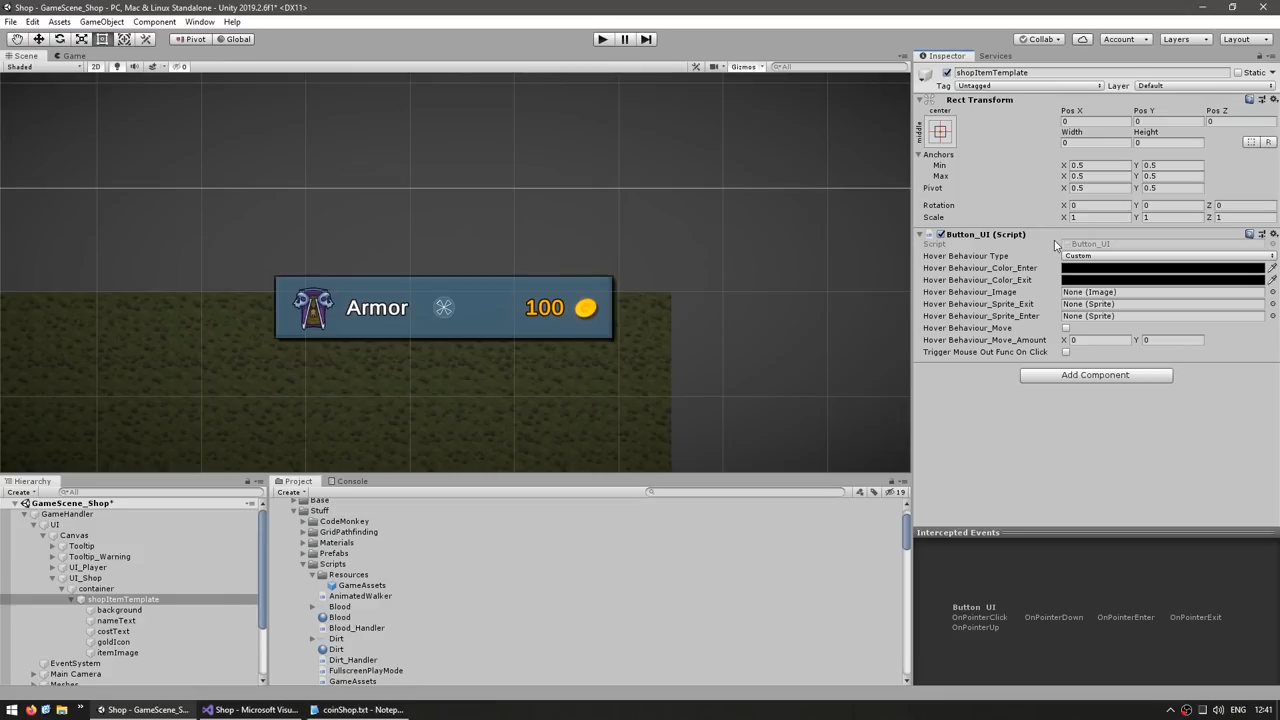 Shop - GameScene_Shop - PC, Mac & Linux Standalone - Unity 2019.2.6f1* <DX11>
File Edit Assets GameObject Component Window Help
Pivot Global Collab Account Layers Layout
Scene Game
Shaded 2D 0 Gizmos All
Armor 100
Inspector Services
shopItemTemplate Static
Tag Untagged Layer Default
Rect Transform
center
middle
Pos X Pos Y Pos Z
0 0 0
Width Height
0 0
R
Anchors
Min X 0.5 Y 0.5
Max X 0.5 Y 0.5
Pivot X 0.5 Y 0.5
Rotation X 0 Y 0 Z 0
Scale X 1 Y 1 Z 1
Button_UI (Script)
Script Button_UI
Hover Behaviour Type Custom
Hover Behaviour_Color_Enter
Hover Behaviour_Color_Exit
Hover Behaviour_Image None (Image)
Hover Behaviour_Sprite_Exit None (Sprite)
Hover Behaviour_Sprite_Enter None (Sprite)
Hover Behaviour_Move
Hover Behaviour_Move_Amount X 0 Y 0
Trigger Mouse Out Func On Click
Add Component
Hierarchy
Create All
GameScene_Shop*
GameHandler
UI
Canvas
Tooltip
Tooltip_Warning
UI_Player
UI_Shop
container
shopItemTemplate
background
nameText
costText
goldIcon
itemImage
EventSystem
Main Camera
Meshes
Project Console
Create 19
Base
Stuff
CodeMonkey
GridPathfinding
Materials
Prefabs
Scripts
Resources
GameAssets
AnimatedWalker
Blood
Blood
Blood_Handler
Dirt
Dirt
Dirt_Handler
FullscreenPlayMode
GameAssets
Intercepted Events
Button_UI
OnPointerClick OnPointerDown OnPointerEnter OnPointerExit
OnPointerUp
Shop - GameScene_S... Shop - Microsoft Visu... coinShop.txt - Notep... ENG 12:41